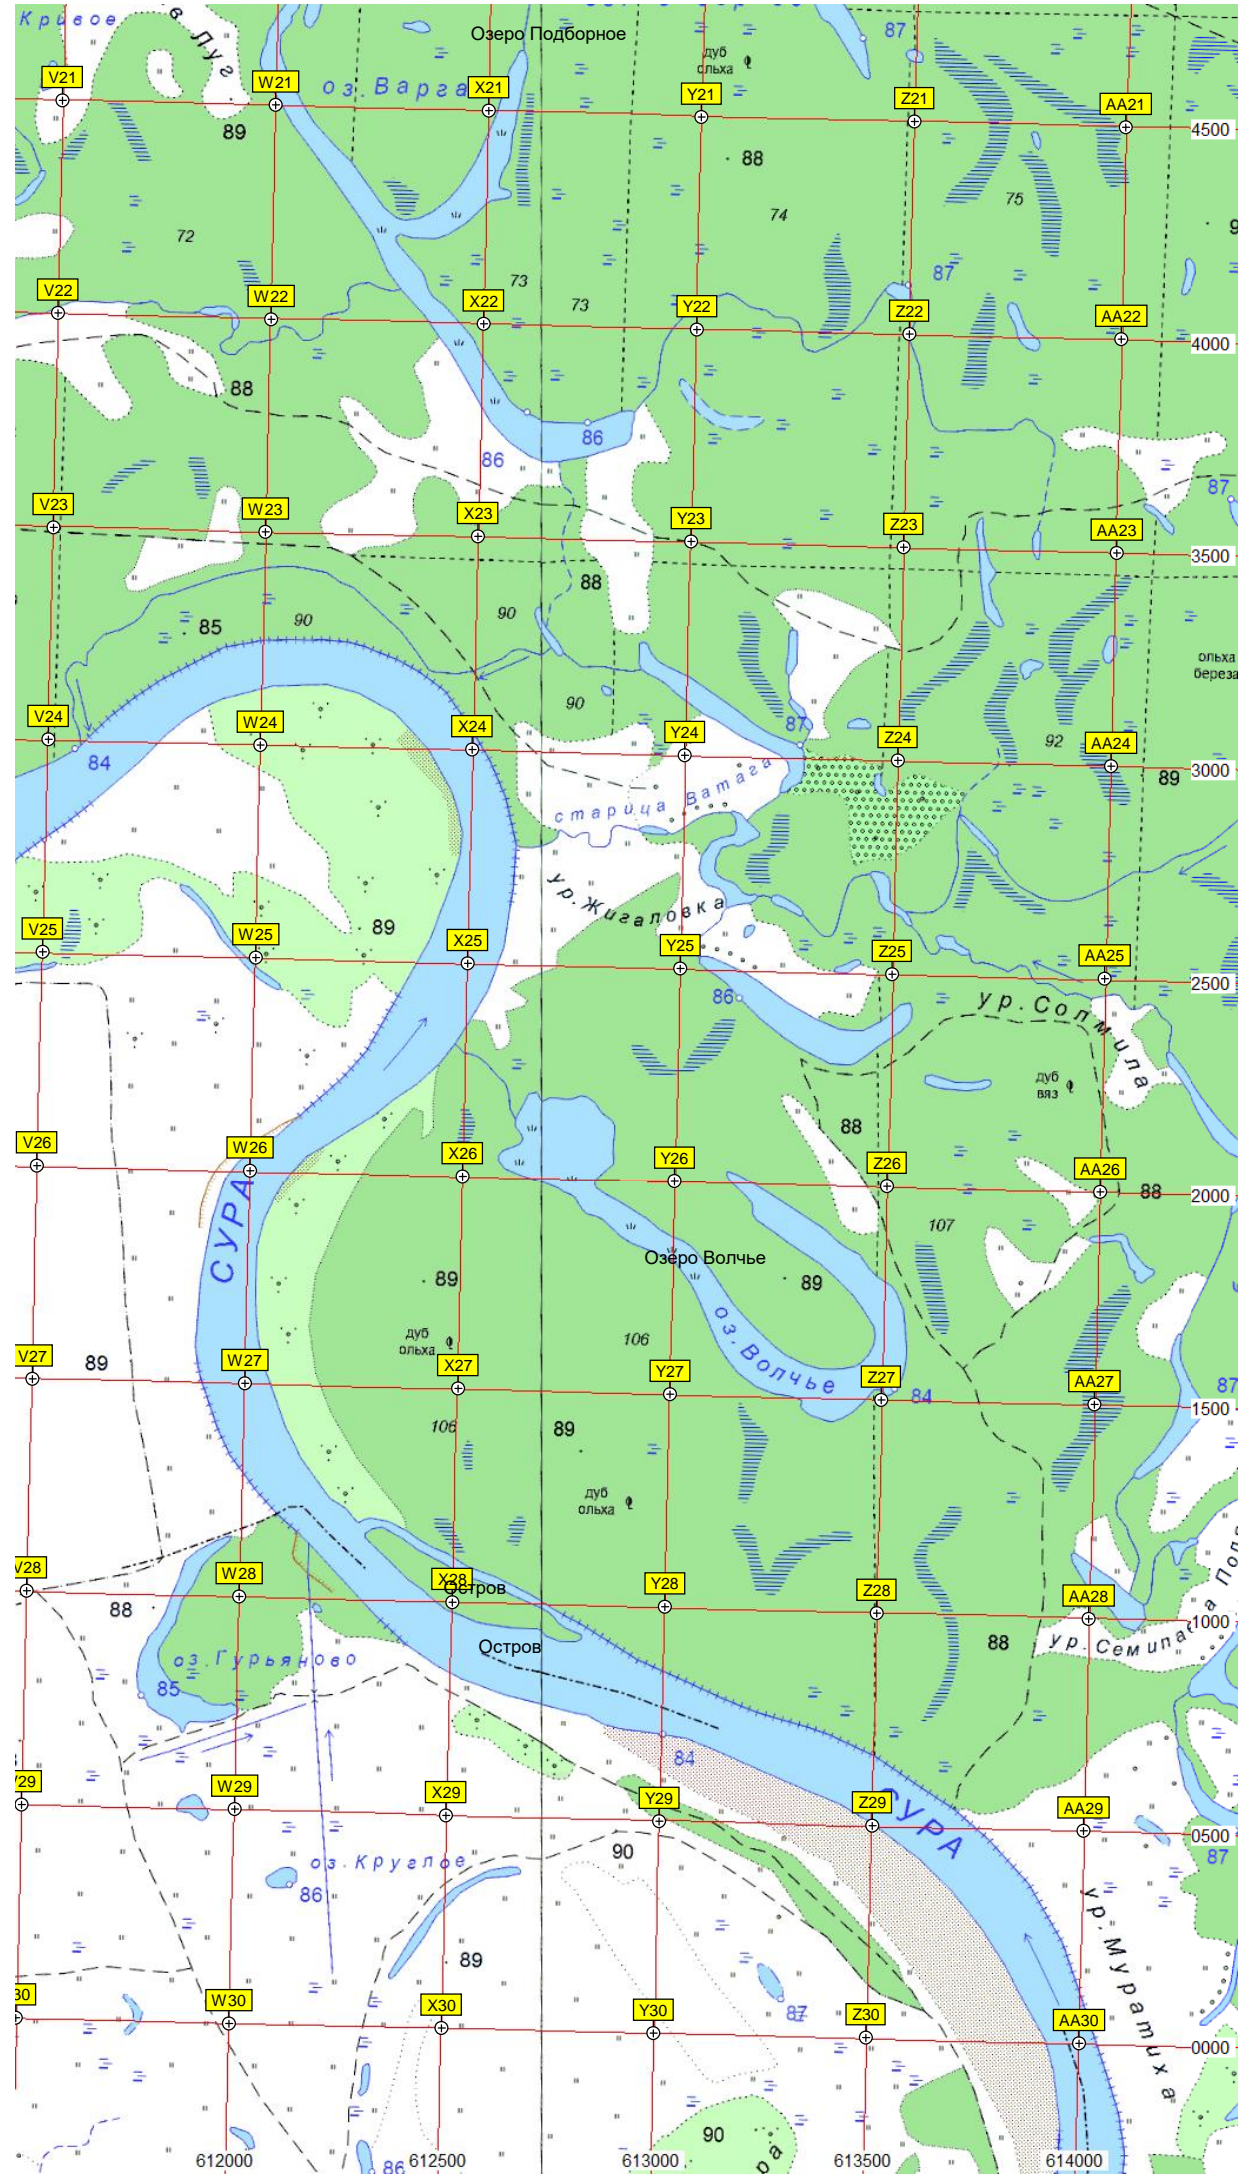 Кривое
Луг
Озеро Подборное
дуб
ольха
87
V21
W21
оз. Варга
X21
Y21
Z21
AA21
4500
89
88
75
74
72
73
73
87
V22
W22
X22
Y22
Z22
AA22
4000
88
86
86
87
V23
W23
X23
Y23
Z23
AA23
3500
88
85
90
90
ольха
береза
90
V24
W24
X24
Y24
87
Z24
92
AA24
84
3000
89
старица Ватага
ур. Жигаловка
89
V25
W25
X25
Y25
Z25
AA25
2500
86
ур. Солмила
дуб
вяз
88
V26
W26
X26
Y26
Z26
AA26
88
2000
СУРА
107
Озеро Волчье
89
89
дуб
ольха
106
оз. Волчье
V27
89
W27
X27
Y27
Z27
84
AA27
87
1500
106
89
дуб
ольха
V28
W28
X28
Остров
Y28
Z28
AA28
88
1000
88
ур. Семипа
Остров
оз. Гурьяново
85
84
W29
X29
Y29
Z29
AA29
СУРА
0500
87
90
оз. Круглое
86
89
ур. Муратиха
87
W30
X30
Y30
Z30
AA30
0000
90
ра
612000
612500
613000
613500
614000
86